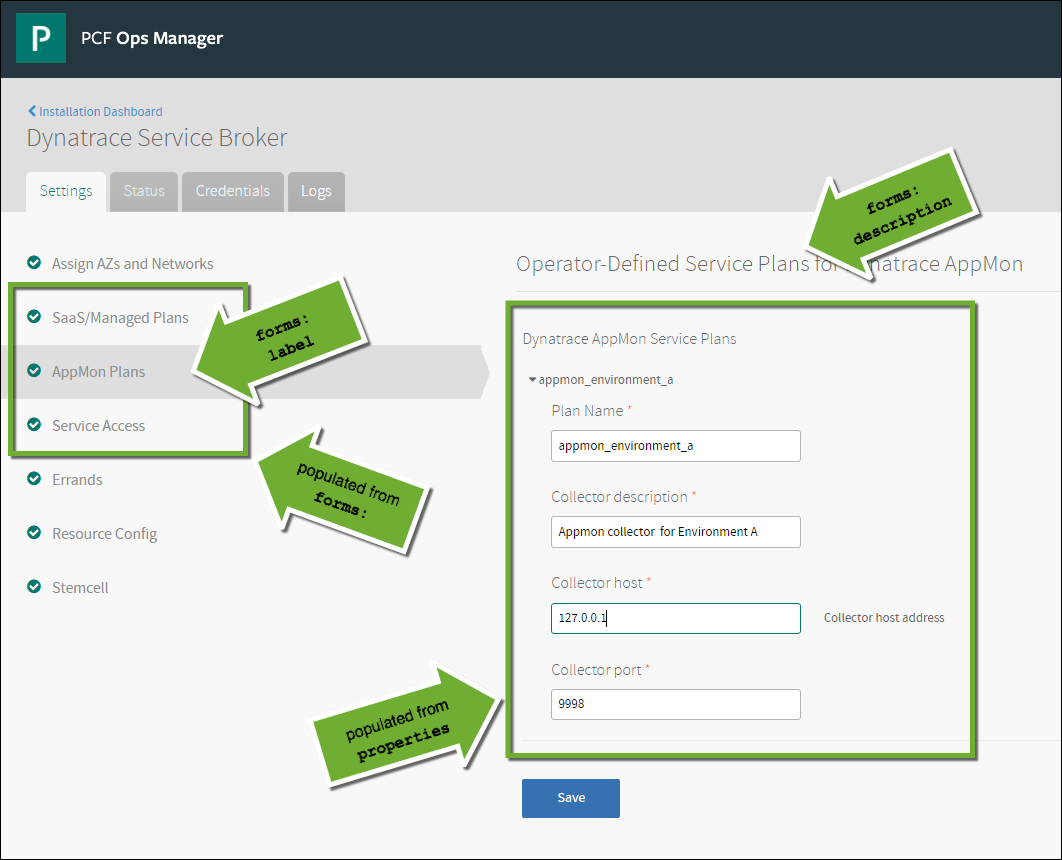 P PCF Ops Manager
Installation Dashboard
Dynatrace Service Broker
Settings Status Credentials Logs
forms:
description
Assign AZs and Networks
Operator-Defined Service Plans for natrace AppMon
SaaS/Managed Plans
forms:
label
AppMon Plans
Service Access
populated from
forms:
Errands
Resource Config
Stemcell
Dynatrace AppMon Service Plans
appmon_environment_a
Plan Name *
appmon_environment_a
Collector description *
Appmon collector for Environment A
Collector host *
127.0.0.1 Collector host address
Collector port *
9998
populated from
properties
Save